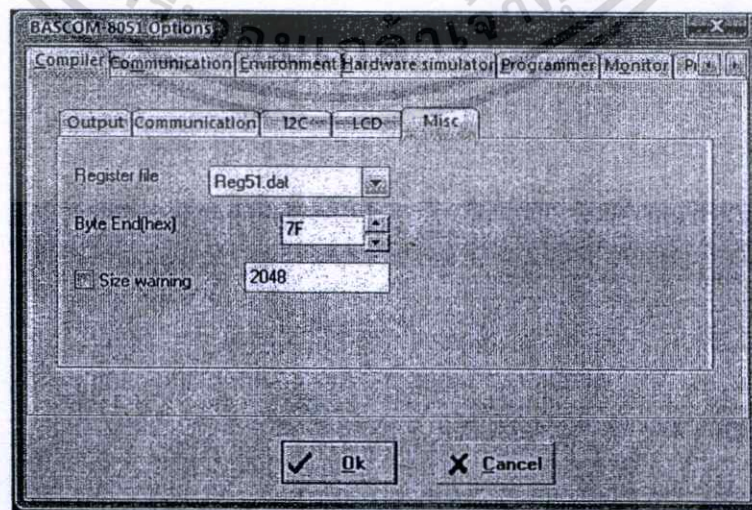 BASCOM-8051 Options
Compiler Communication Environment Hardware simulator Programmer Monitor
Output Communication I2C LCD Misc
Register file Reg51.dat
Byte End(hex) 7F
Size warning 2048
Ok Cancel